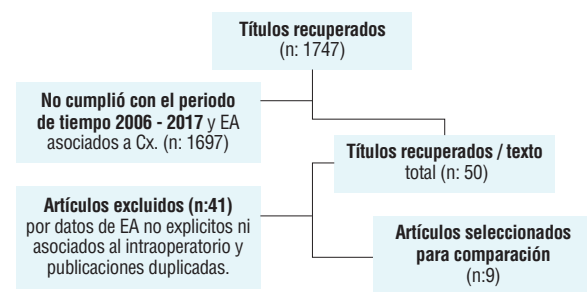 Títulos recuperados
(n: 1747)
No cumplió con el periodo
de tiempo 2006 - 2017 y EA
asociados a Cx. (n: 1697)
Títulos recuperados / texto
total (n: 50)
Artículos excluidos (n:41)
por datos de EA no explicitos ni
asociados al intraoperatorio y
publicaciones duplicadas.
Artículos seleccionados
para comparación
(n:9)